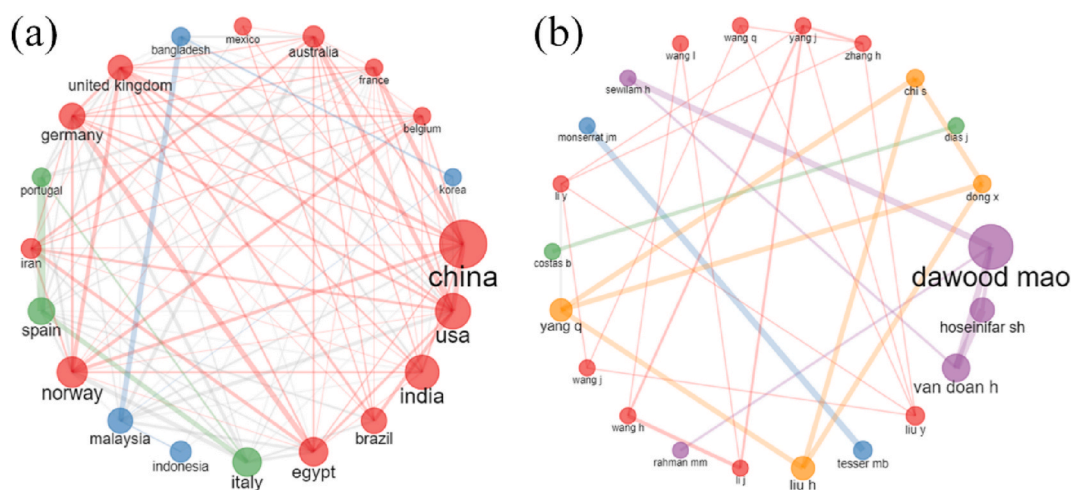 (a)
mexico
bangladesh
australia
united kingdom
france
germany
belgium
portugal
korea
iran
china
spain
usa
norway
india
malaysia
brazil
indonesia
italy
egypt
(b)
wang q
yang j
wang l
zhang h
sewilam h
chi s
monserrat jm
dias j
li y
dong x
costas b
dawood mao
yang q
hoseinifar sh
wang j
van doan h
wang h
liu y
rahman mm
tesser mb
li j
liu h